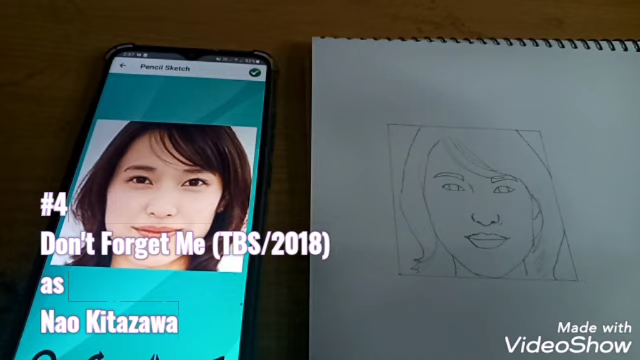 Pencil Sketch
#4
Don't Forget Me (TBS/2018)
as
Nao Kitazawa
Made with
VideoShow